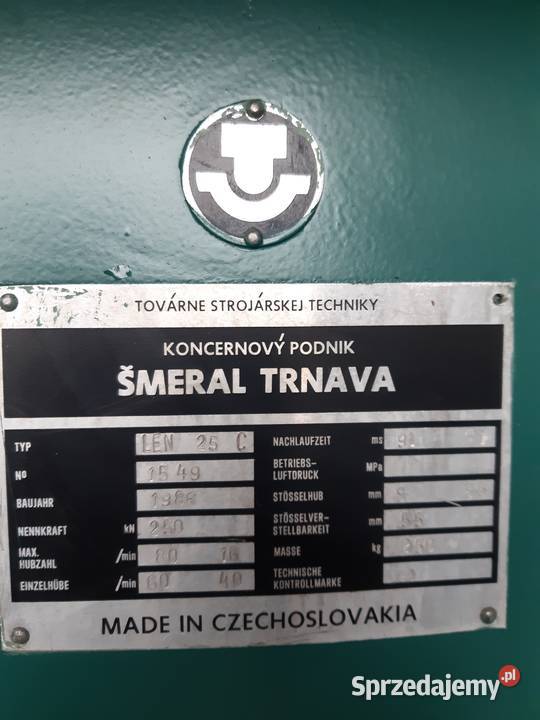 TOVÁRNE STROJÁRSKEJ TECHNIKY
KONCERNOVÝ PODNIK
ŠMERAL TRNAVA
TYP LEN 25 C
Nº 1549
BAUJAHR
NENNKRAFT kN 250
MAX. HUBZAHL /min 80
EINZELHÜBE /min 60 40
NACHLAUFZEIT ms
BETRIEBS-
LUFTDRUCK MPa
STÖSSELHUB mm
STÖSSELVER-
STELLBARKEIT mm
MASSE kg
TECHNISCHE
KONTROLLMARKE
MADE IN CZECHOSLOVAKIA
Sprzedajemy.pl